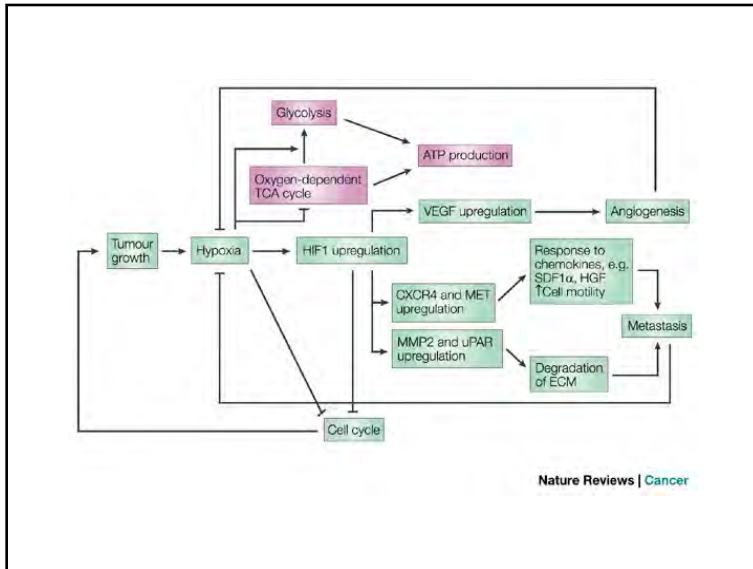 Glycolysis
ATP production
Oxygen-dependent
TCA cycle
VEGF upregulation
Angiogenesis
Tumour
growth
Hypoxia
HIF1 upregulation
Response to
chemokines, e.g.
SDF1α, HGF
↑Cell motility
CXCR4 and MET
upregulation
Metastasis
MMP2 and uPAR
upregulation
Degradation
of ECM
Cell cycle
Nature Reviews | Cancer